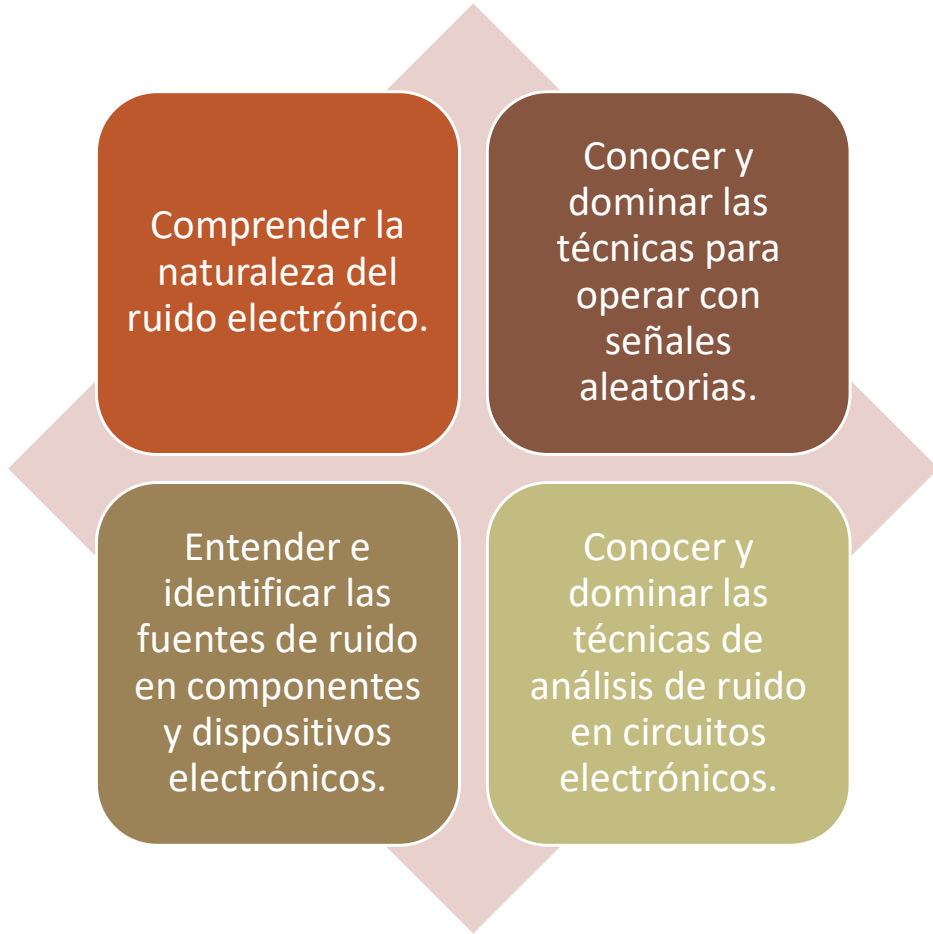 Comprender la
naturaleza del
ruido electrónico.
Conocer y
dominar las
técnicas para
operar con
señales
aleatorias.
Entender e
identificar las
fuentes de ruido
en componentes
y dispositivos
electrónicos.
Conocer y
dominar las
técnicas de
análisis de ruido
en circuitos
electrónicos.